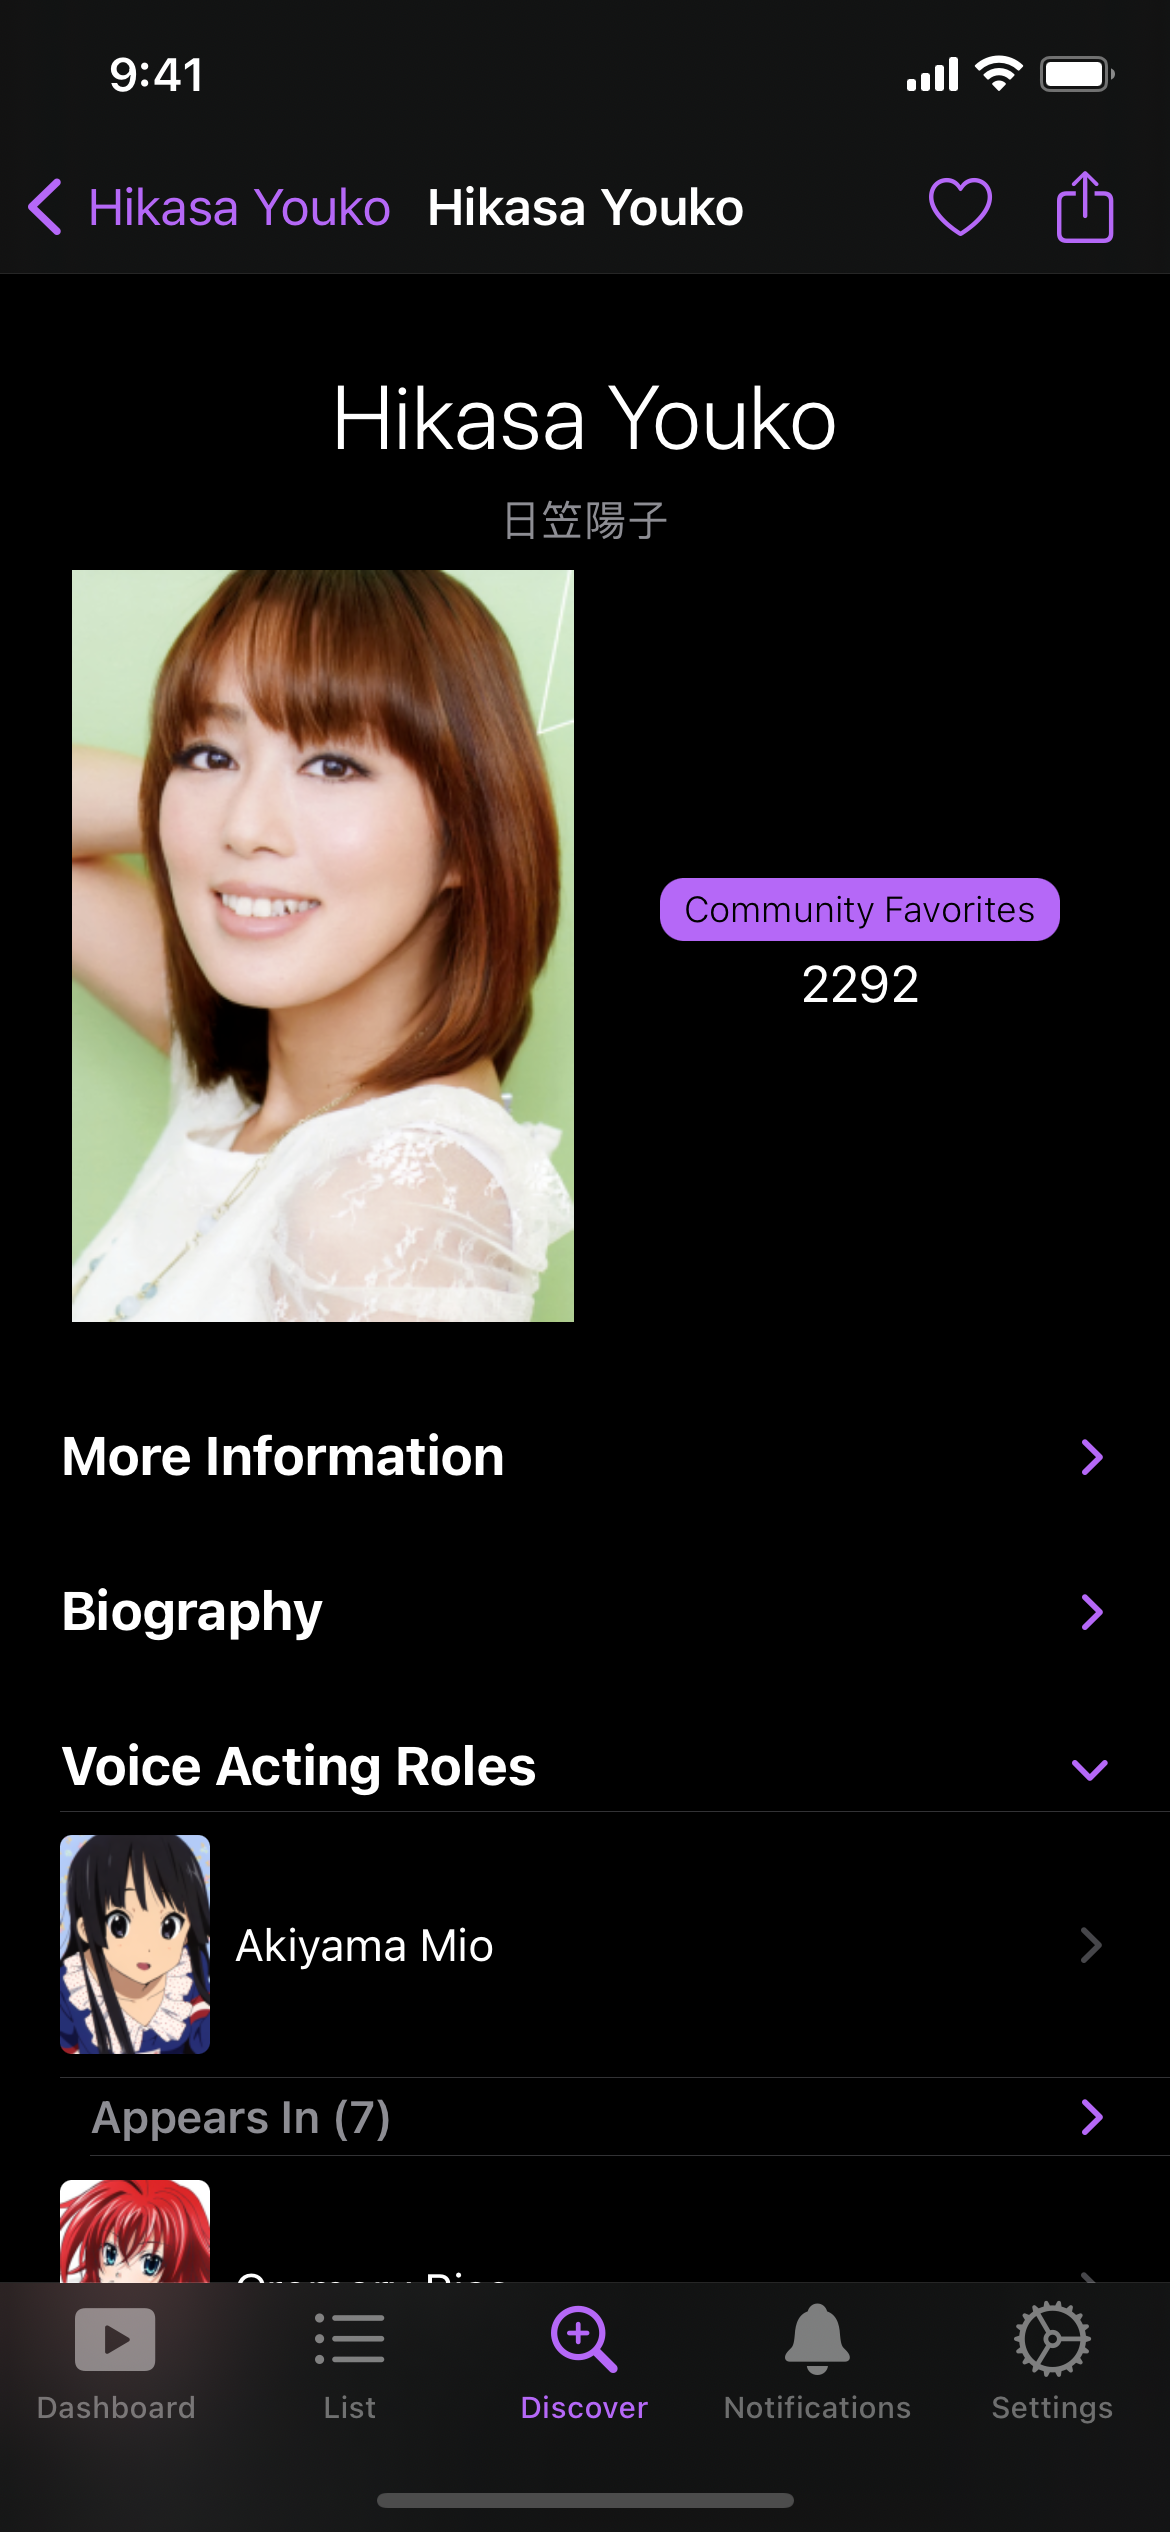 9:41
Hikasa Youko
Hikasa Youko
Hikasa Youko
日笠陽子
Community Favorites
2292
More Information
Biography
Voice Acting Roles
Akiyama Mio
Appears In (7)
Dashboard
List
Discover
Notifications
Settings